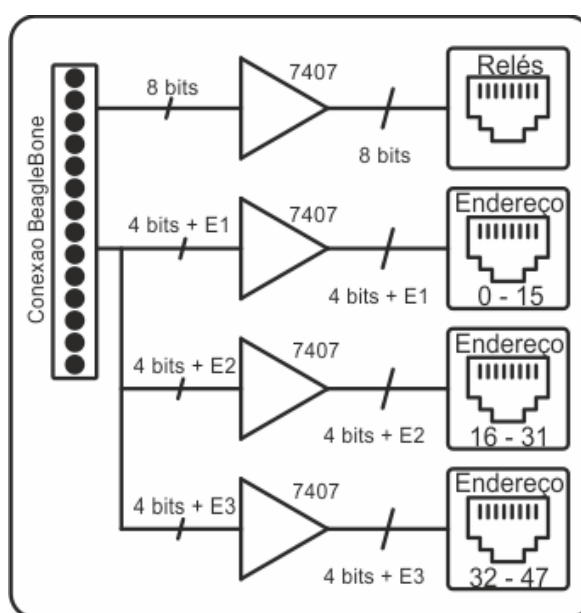 Conexao BeagleBone
8 bits
7407
8 bits
Relés
4 bits + E1
7407
4 bits + E1
Endereço
0 - 15
4 bits + E2
7407
4 bits + E2
Endereço
16 - 31
4 bits + E3
7407
4 bits + E3
Endereço
32 - 47